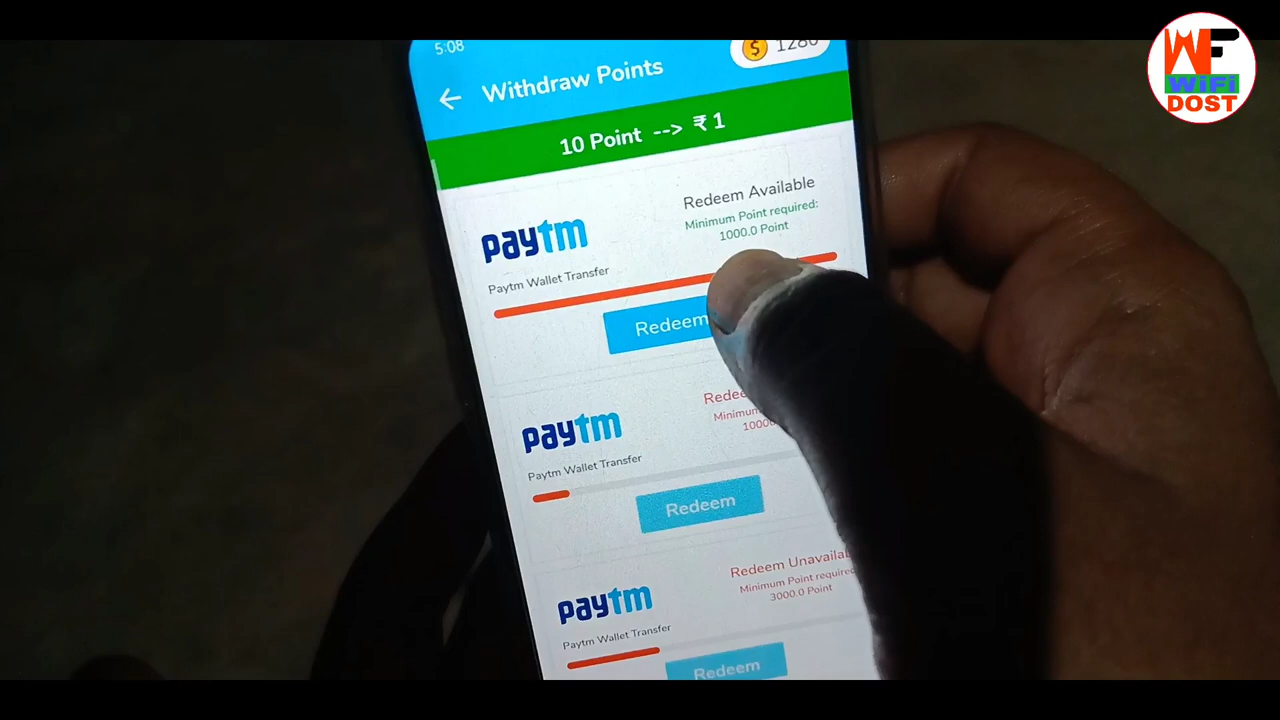 5:08
1280
Withdraw Points
10 Point --> ₹ 1
paytm
Redeem Available
Minimum Point required:
1000.0 Point
Paytm Wallet Transfer
Redeem
paytm
Paytm Wallet Transfer
Redeem
paytm
Redeem
Minimum Point required
3000.0 Point
Paytm Wallet Transfer
Redeem
WF
WiFi
DOST